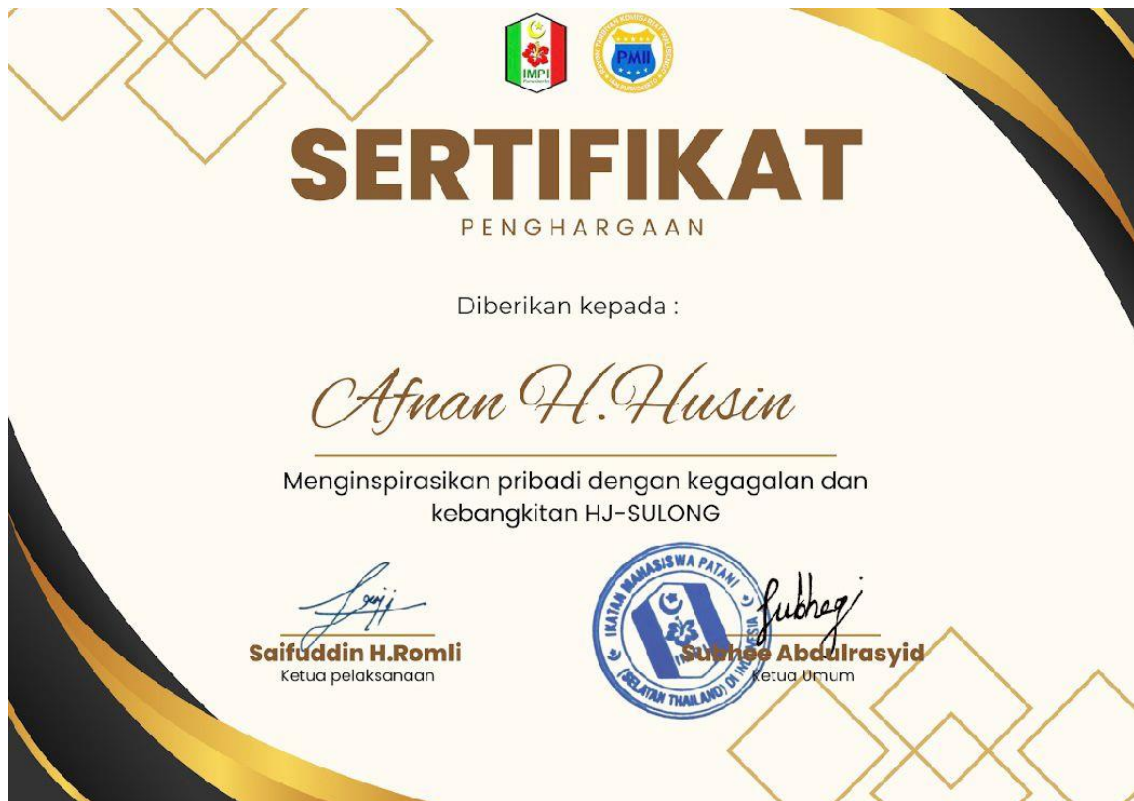 IMPI
PMII
SERTIFIKAT
PENGHARGAAN
Diberikan kepada :
Afnan H.Husin
Menginspirasikan pribadi dengan kegagalan dan
kebangkitan HJ-SULONG
IKATAN MAHASISWA PATANI
(SELATAN THAILAND) DI INDONESIA
Saifuddin H.Romli
Ketua pelaksanaan
Subhee Abdulrasyid
Ketua Umum